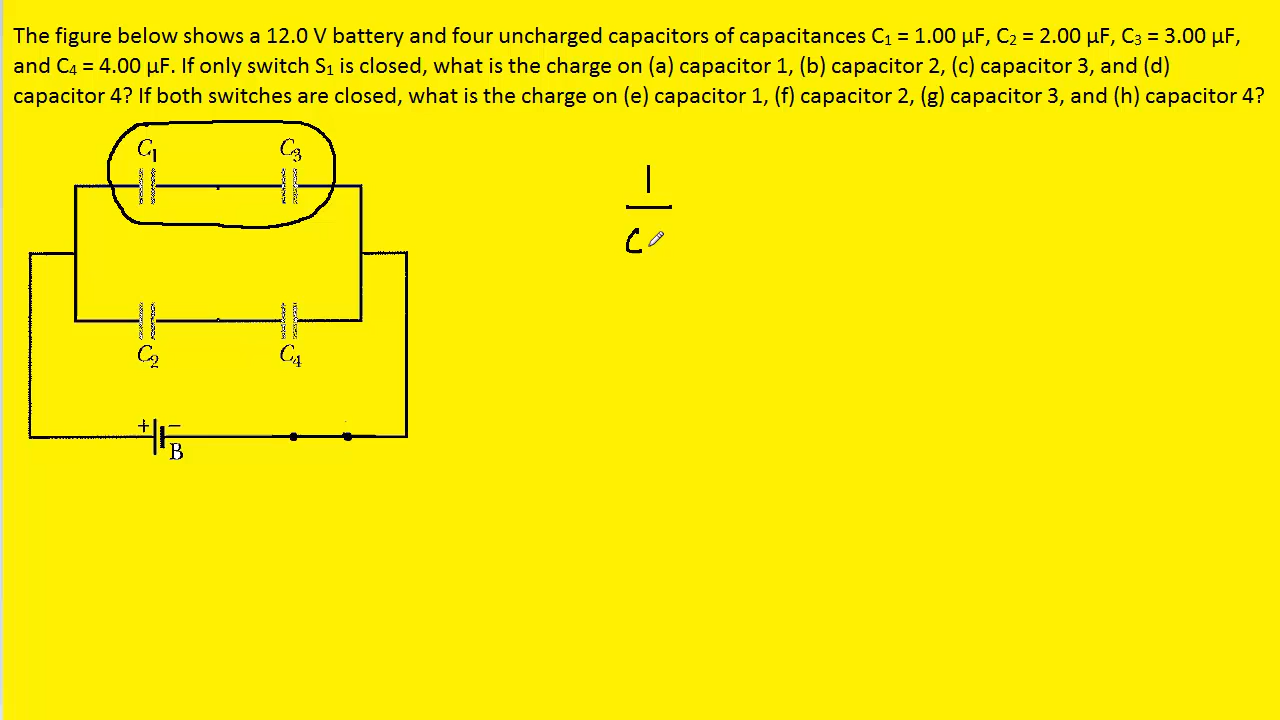 The figure below shows a 12.0 V battery and four uncharged capacitors of capacitances C₁ = 1.00 µF, C₂ = 2.00 µF, C₃ = 3.00 µF,
and C₄ = 4.00 µF. If only switch S₁ is closed, what is the charge on (a) capacitor 1, (b) capacitor 2, (c) capacitor 3, and (d)
capacitor 4? If both switches are closed, what is the charge on (e) capacitor 1, (f) capacitor 2, (g) capacitor 3, and (h) capacitor 4?
C₁ C₃
1
C
C₂ C₄
+ −
B